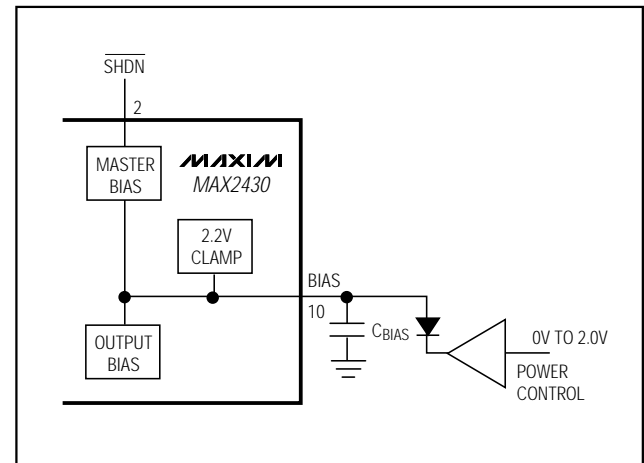 SHDN
2
MASTER
BIAS
MAXIM
MAX2430
2.2V
CLAMP
BIAS
10
CBIAS
OUTPUT
BIAS
0V TO 2.0V
POWER
CONTROL